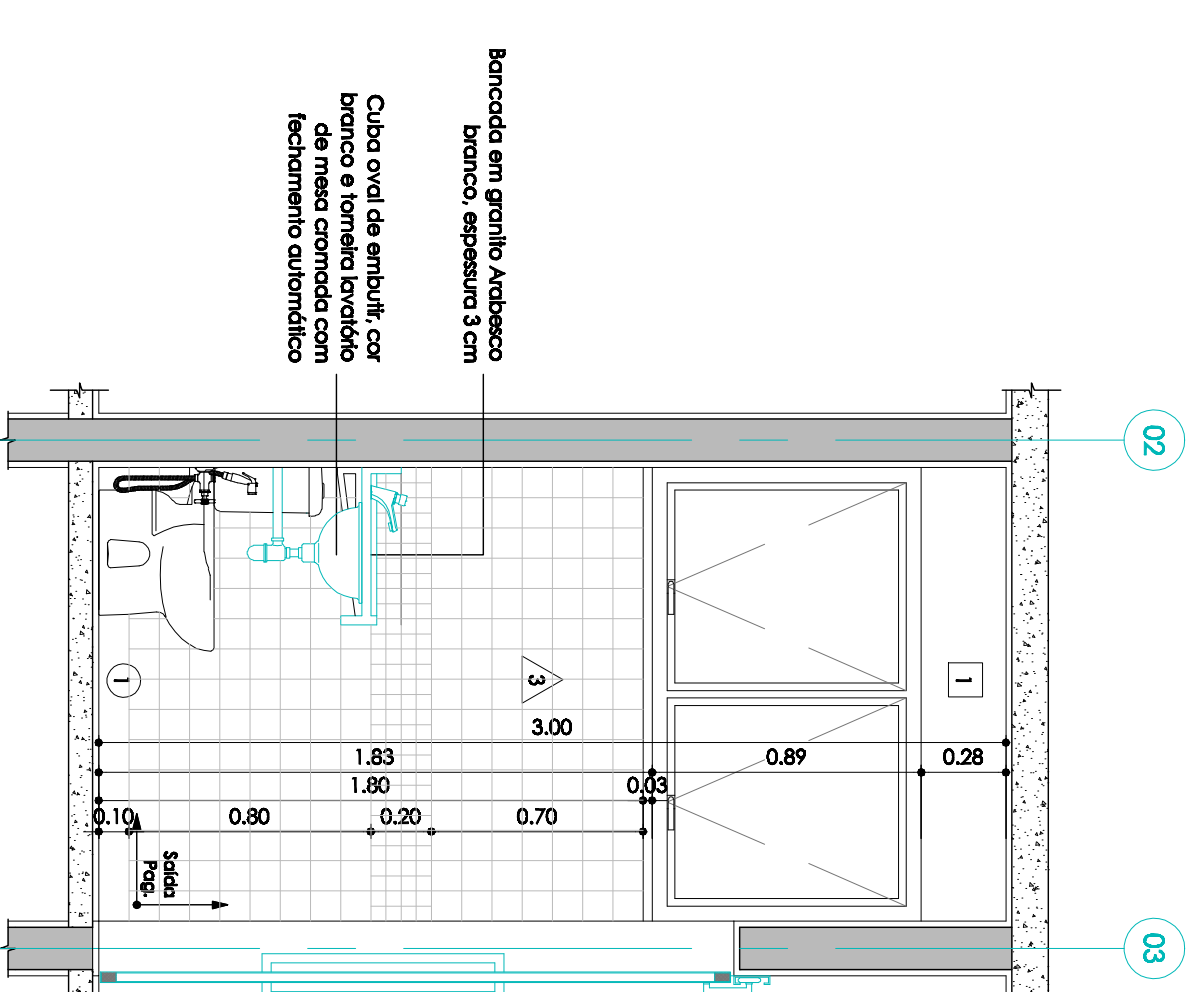 Bancada em granito Arabesco
branco, espessura 3 cm
Cuba oval de embutir, cor
branco e torneira lavatório
de mesa cromada com
fechamento automático
02
03
1
3
1
3.00
1.83
0.89
0.28
1.80
0.03
0.10
0.80
0.20
0.70
Saída
Pag.